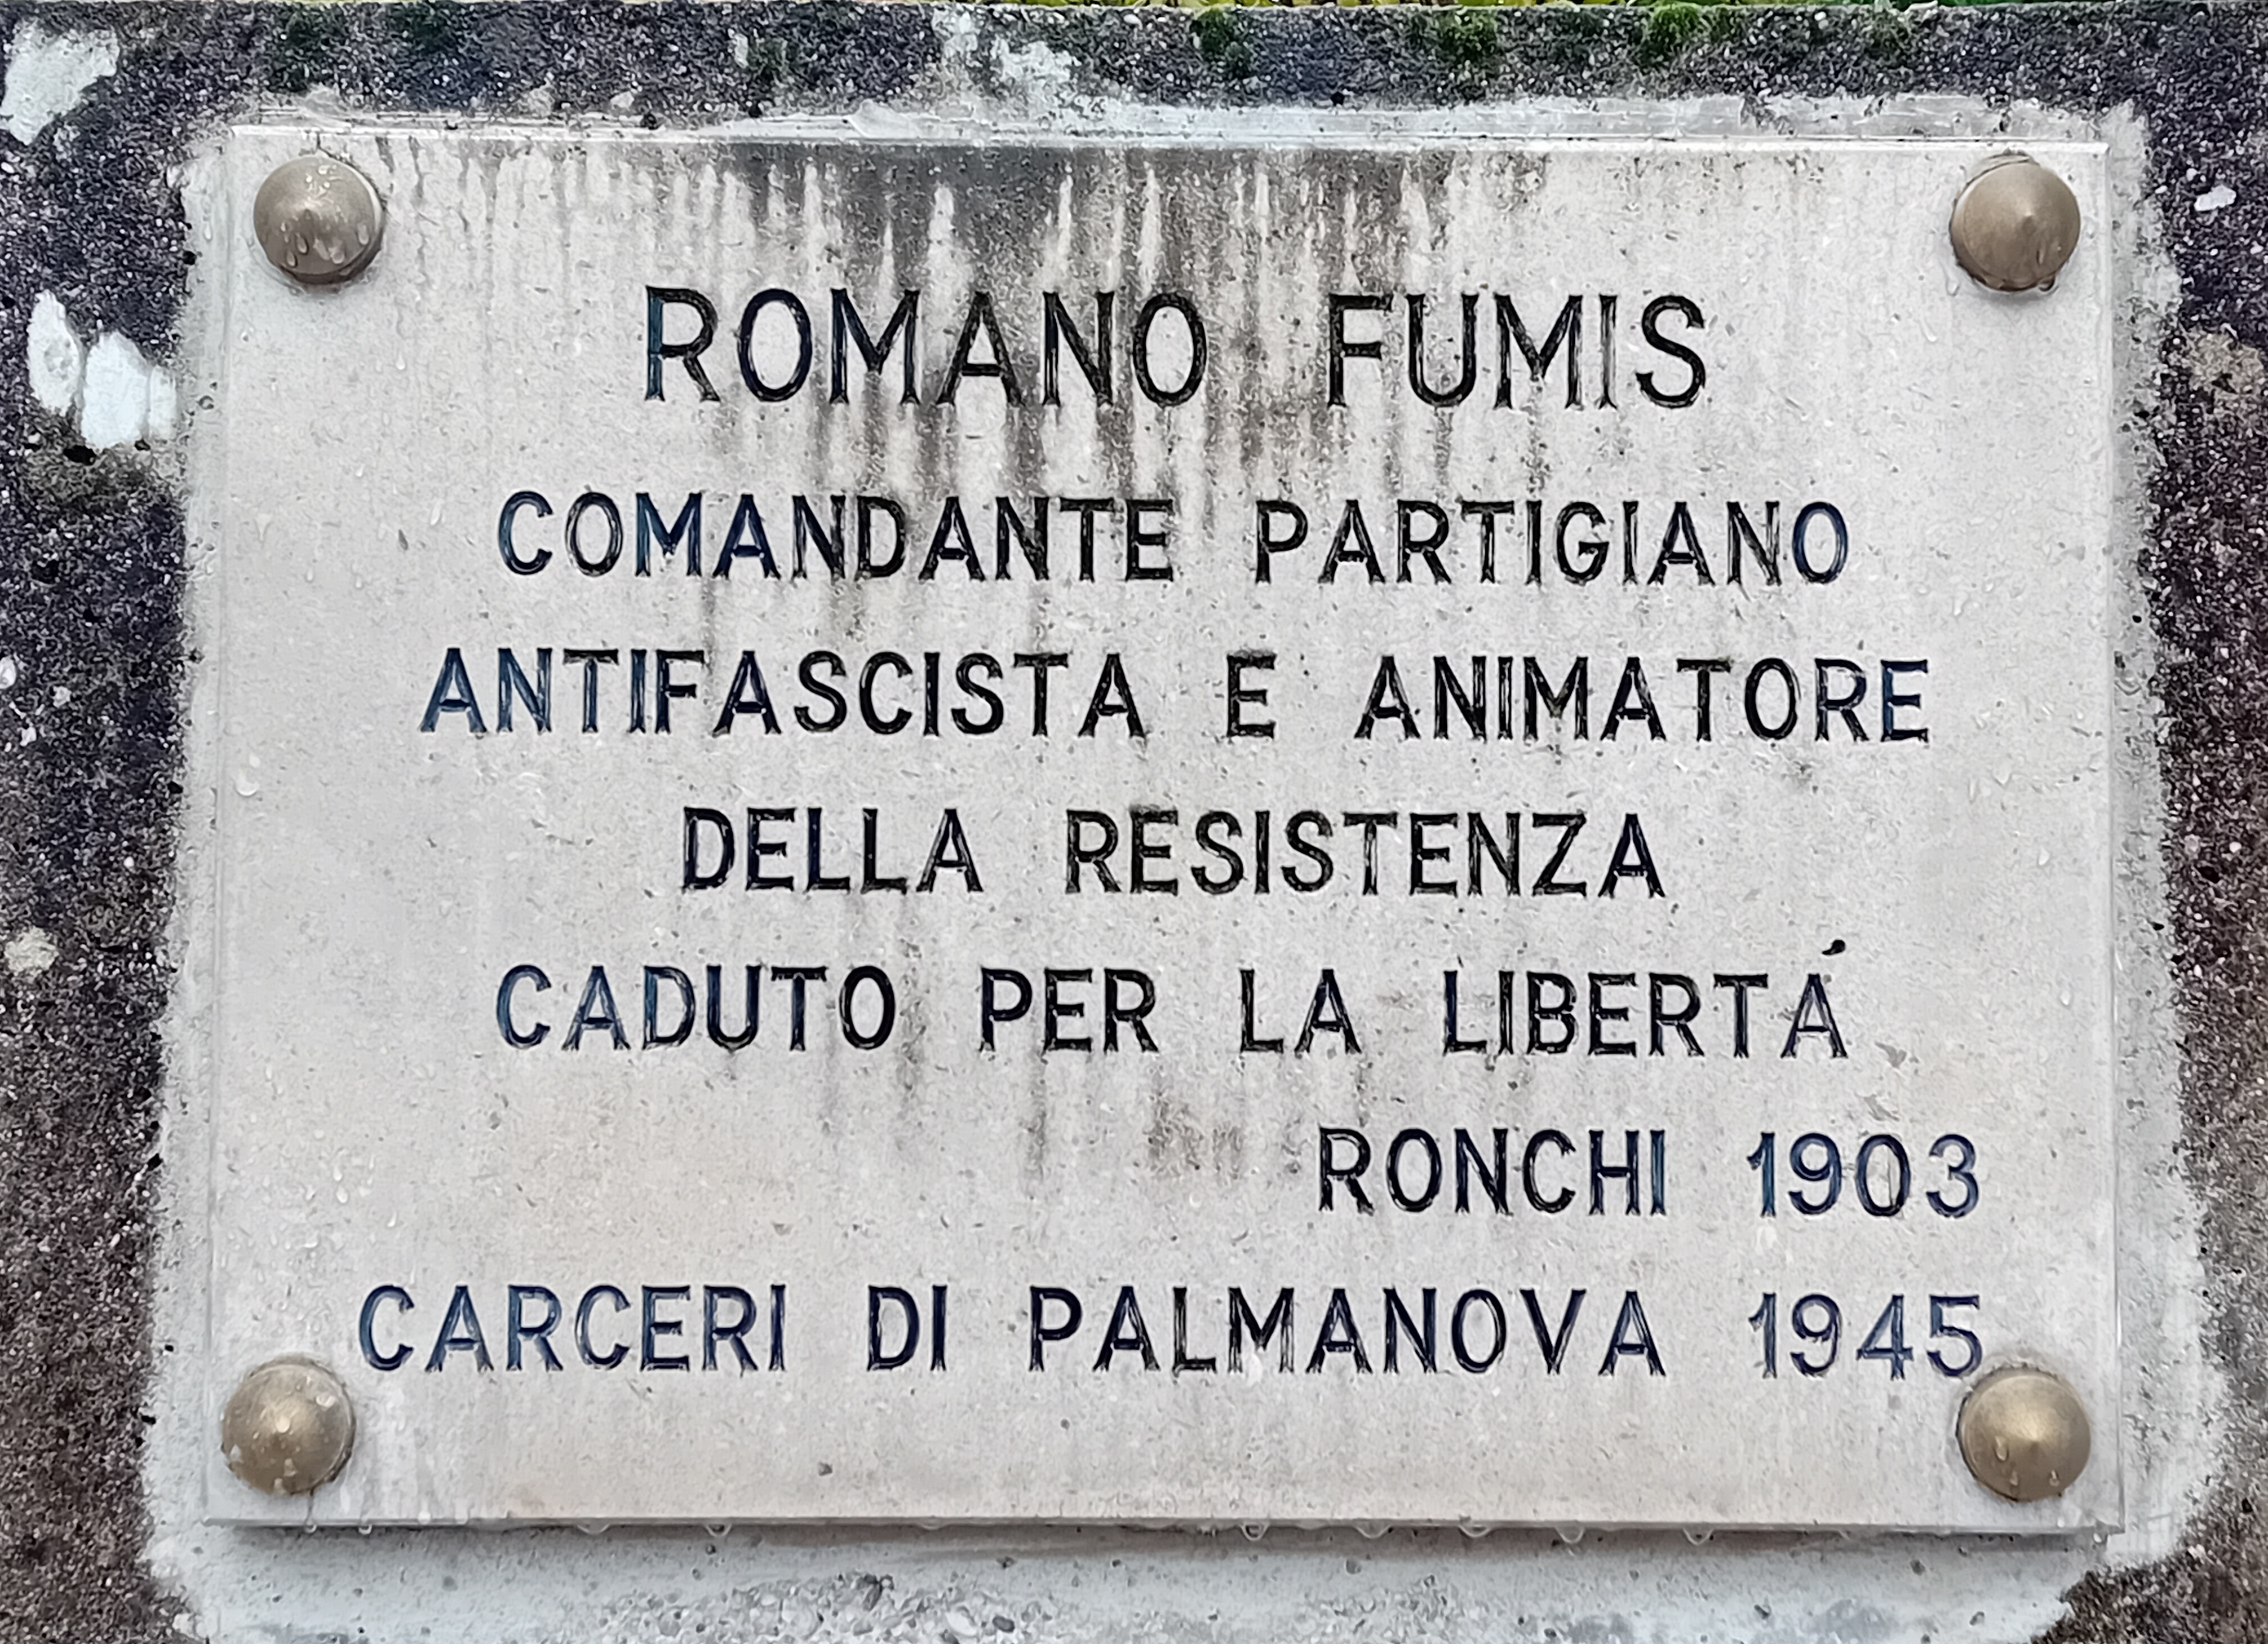 ROMANO FUMIS
COMANDANTE PARTIGIANO
ANTIFASCISTA E ANIMATORE
DELLA RESISTENZA
CADUTO PER LA LIBERTÁ
RONCHI 1903
CARCERI DI PALMANOVA 1945